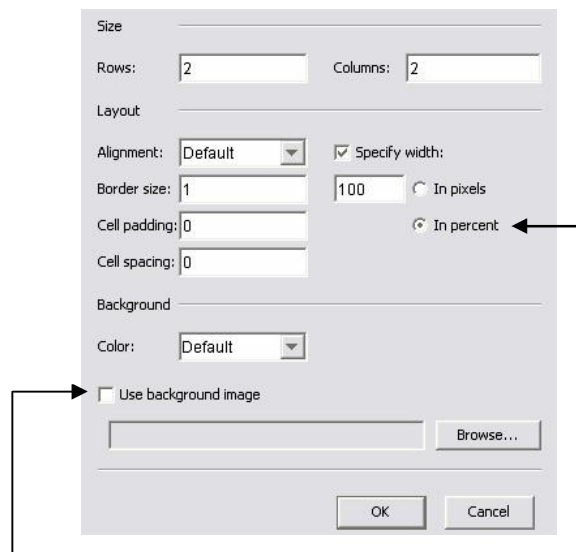 Size
Rows: 2 Columns: 2
Layout
Alignment: Default Specify width:
Border size: 1 100 In pixels
Cell padding: 0 In percent
Cell spacing: 0
Background
Color: Default
Use background image
Browse...
OK Cancel